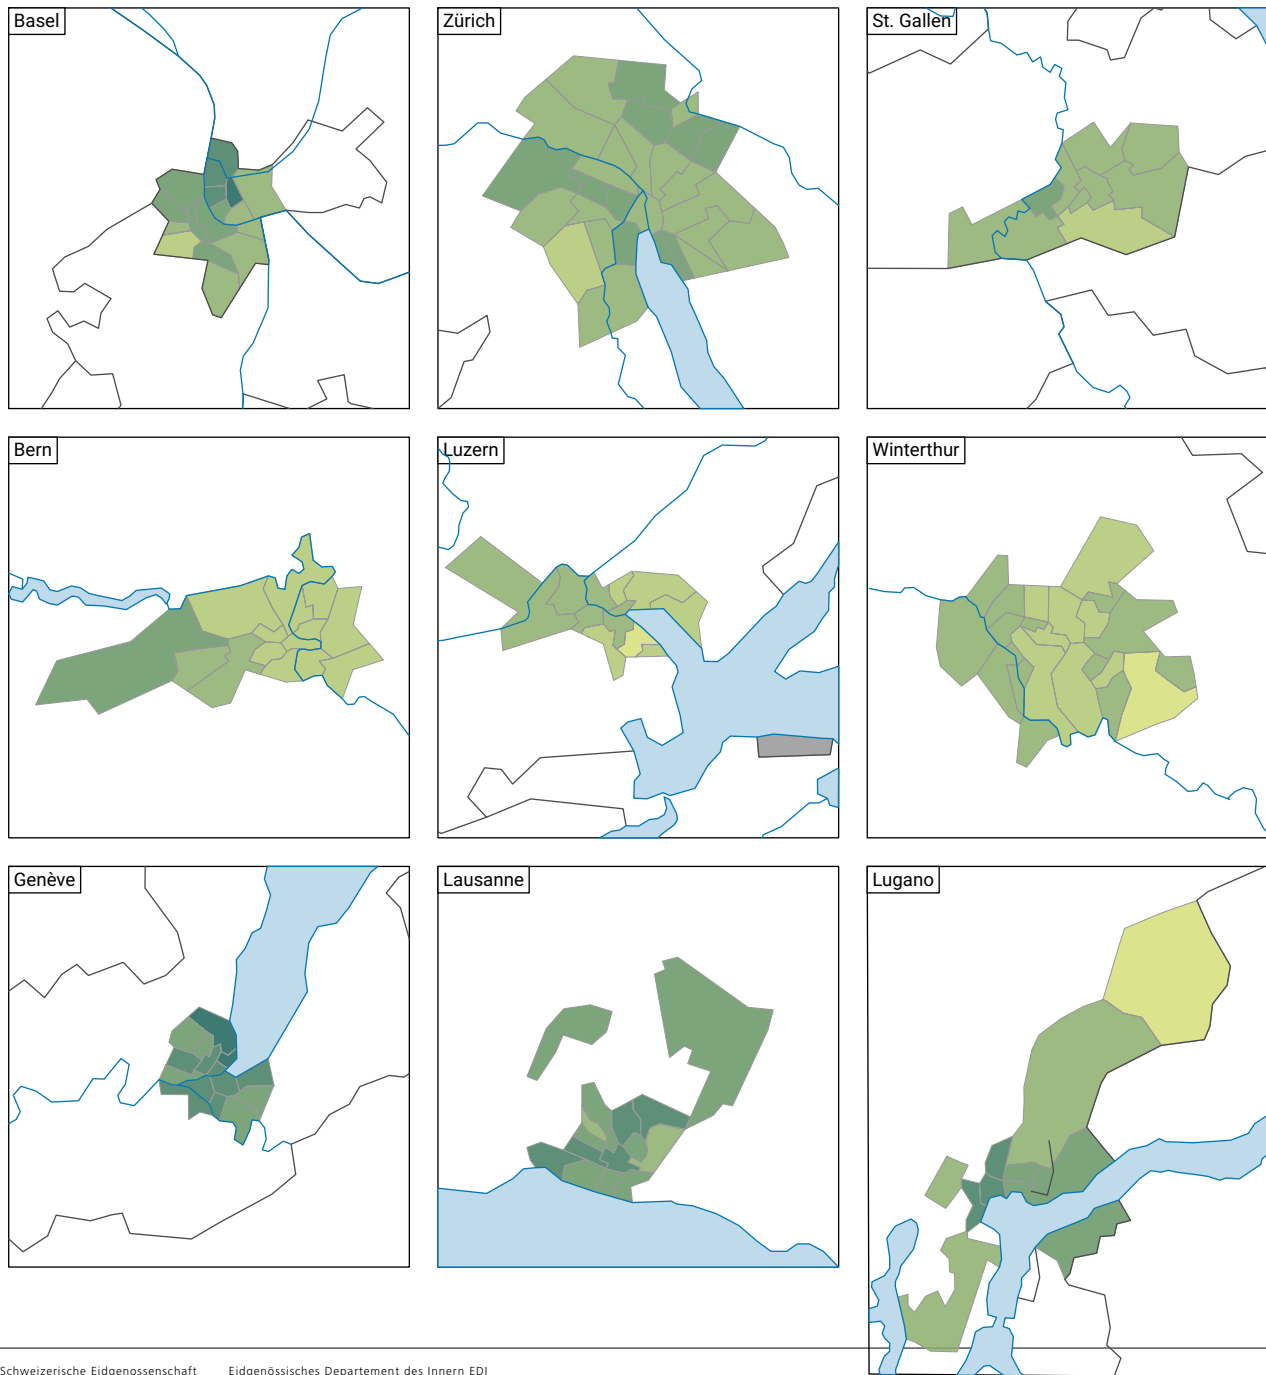 Basel
Zürich
St. Gallen
Bern
Luzern
Winterthur
Genève
Lausanne
Lugano
Schweizerische Eidgenossenschaft
Eidgenössisches Departement des Innern EDI